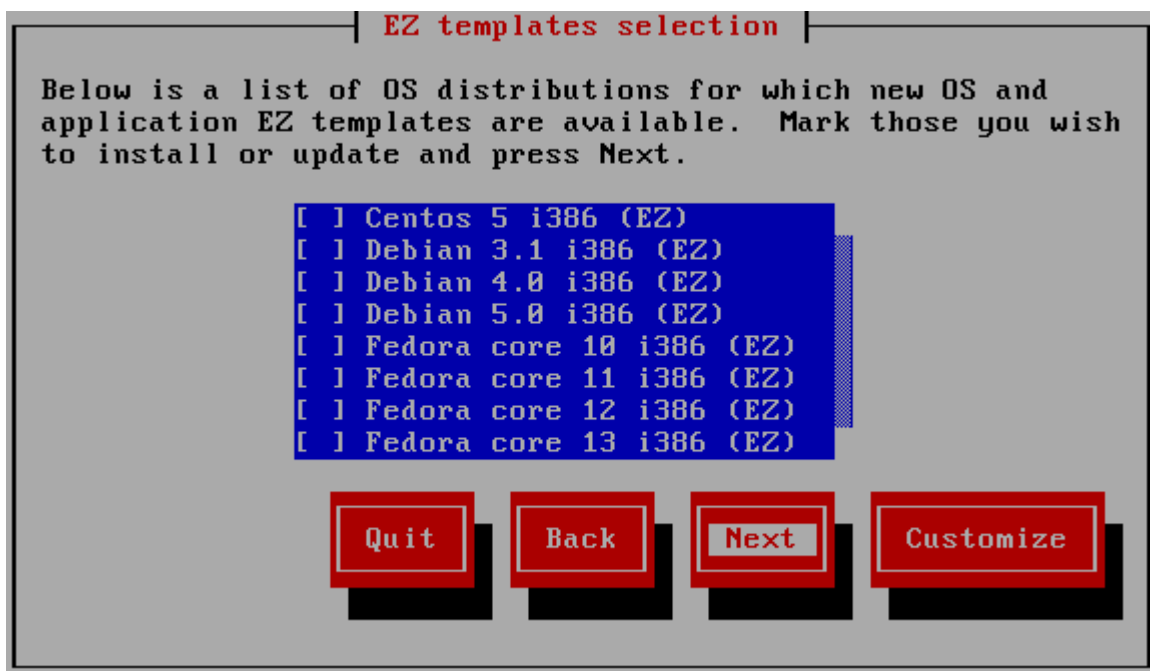 EZ templates selection
Below is a list of OS distributions for which new OS and
application EZ templates are available.  Mark those you wish
to install or update and press Next.
[ ] Centos 5 i386 (EZ)
[ ] Debian 3.1 i386 (EZ)
[ ] Debian 4.0 i386 (EZ)
[ ] Debian 5.0 i386 (EZ)
[ ] Fedora core 10 i386 (EZ)
[ ] Fedora core 11 i386 (EZ)
[ ] Fedora core 12 i386 (EZ)
[ ] Fedora core 13 i386 (EZ)
Quit Back Next Customize